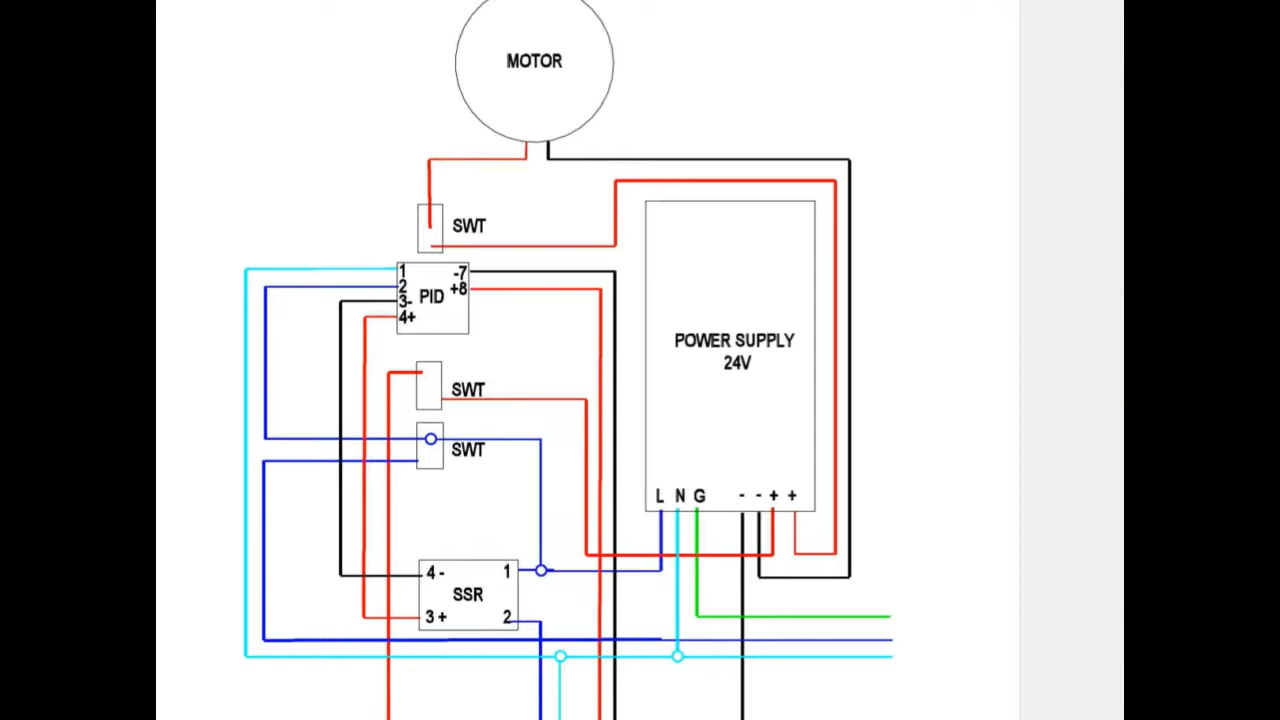 MOTOR
SWT
1
2
3-
4+
PID
-7
+8
SWT
SWT
POWER SUPPLY
24V
L N G - - + +
4 - 1
SSR
3 + 2